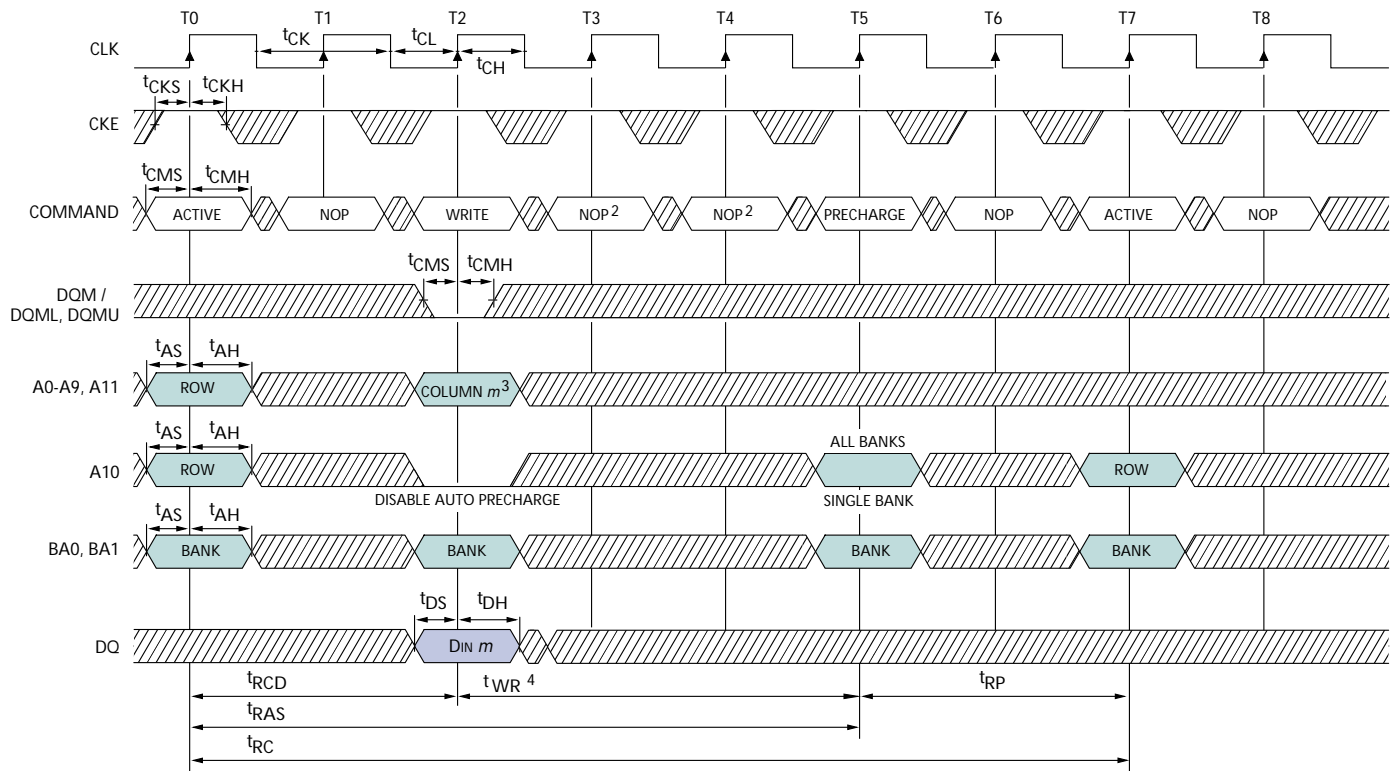 T0 T1 T2 T3 T4 T5 T6 T7 T8
CLK
tCK tCL
tCH
tCKS tCKH
CKE
tCMS tCMH
COMMAND ACTIVE NOP WRITE NOP2 NOP2 PRECHARGE NOP ACTIVE NOP
tCMS tCMH
DQM /
DQML, DQMU
tAS tAH
A0-A9, A11 ROW COLUMN m3
tAS tAH ALL BANKS
A10 ROW ROW
DISABLE AUTO PRECHARGE SINGLE BANK
tAS tAH
BA0, BA1 BANK BANK BANK BANK
tDS tDH
DQ DIN m
tRCD tWR 4 tRP
tRAS
tRC